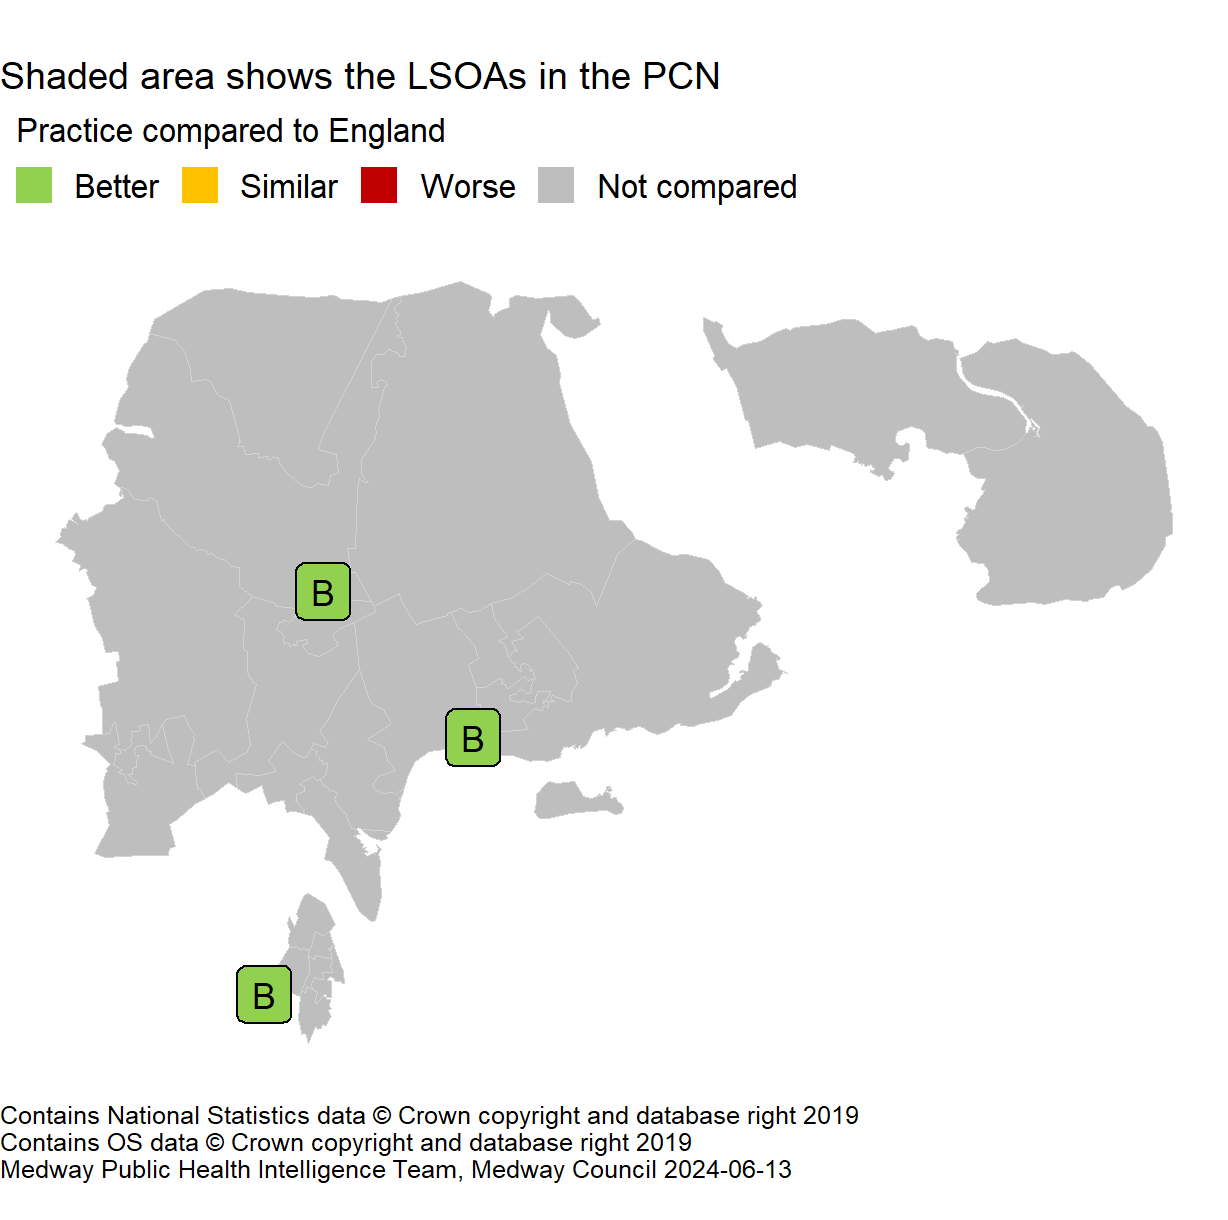 Shaded area shows the LSOAs in the PCN
Practice compared to England
Better Similar Worse Not compared
B
B
B
Contains National Statistics data © Crown copyright and database right 2019
Contains OS data © Crown copyright and database right 2019
Medway Public Health Intelligence Team, Medway Council 2024-06-13